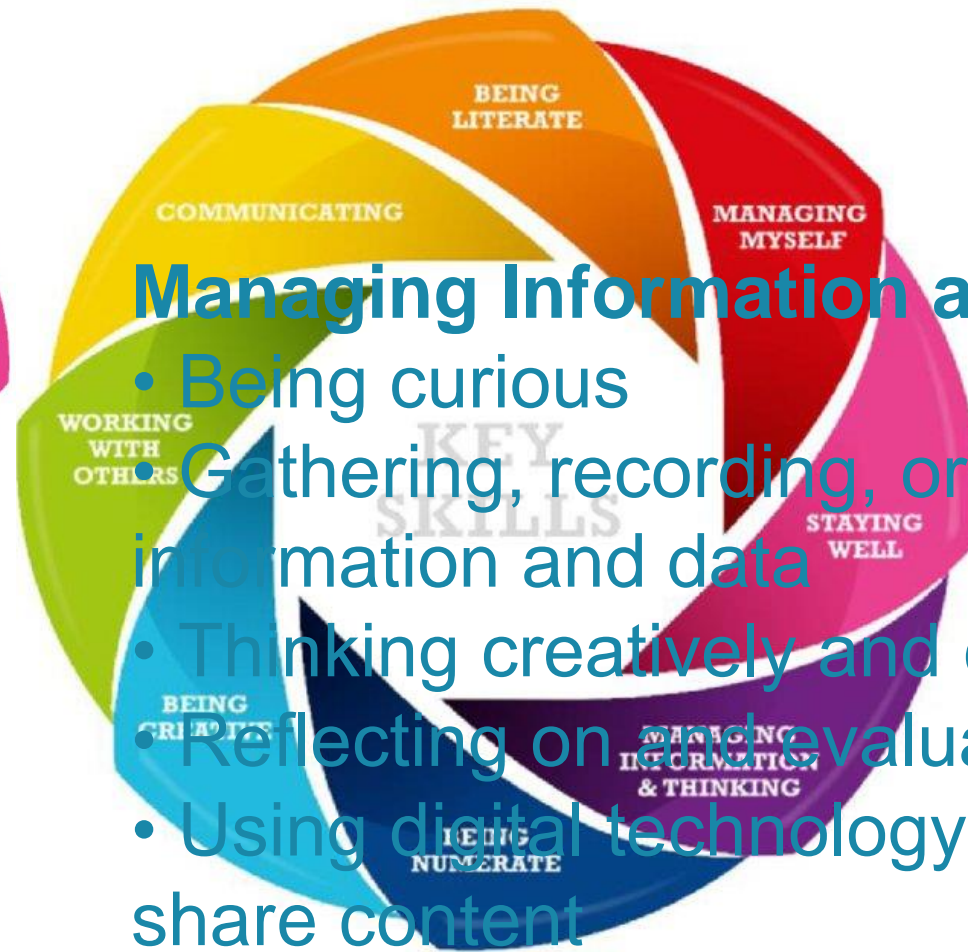 BEING
LITERATE
COMMUNICATING
MANAGING
MYSELF
WORKING
WITH
OTHERS
KEY
SKILLS
STAYING
WELL
BEING
CREATIVE
MANAGING
INFORMATION
& THINKING
BEING
NUMERATE
Managing Information a
• Being curious
• Gathering, recording, or
information and data
• Thinking creatively and
• Reflecting on and evalua
• Using digital technology
share content